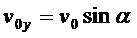 v₀y = v₀ sin α